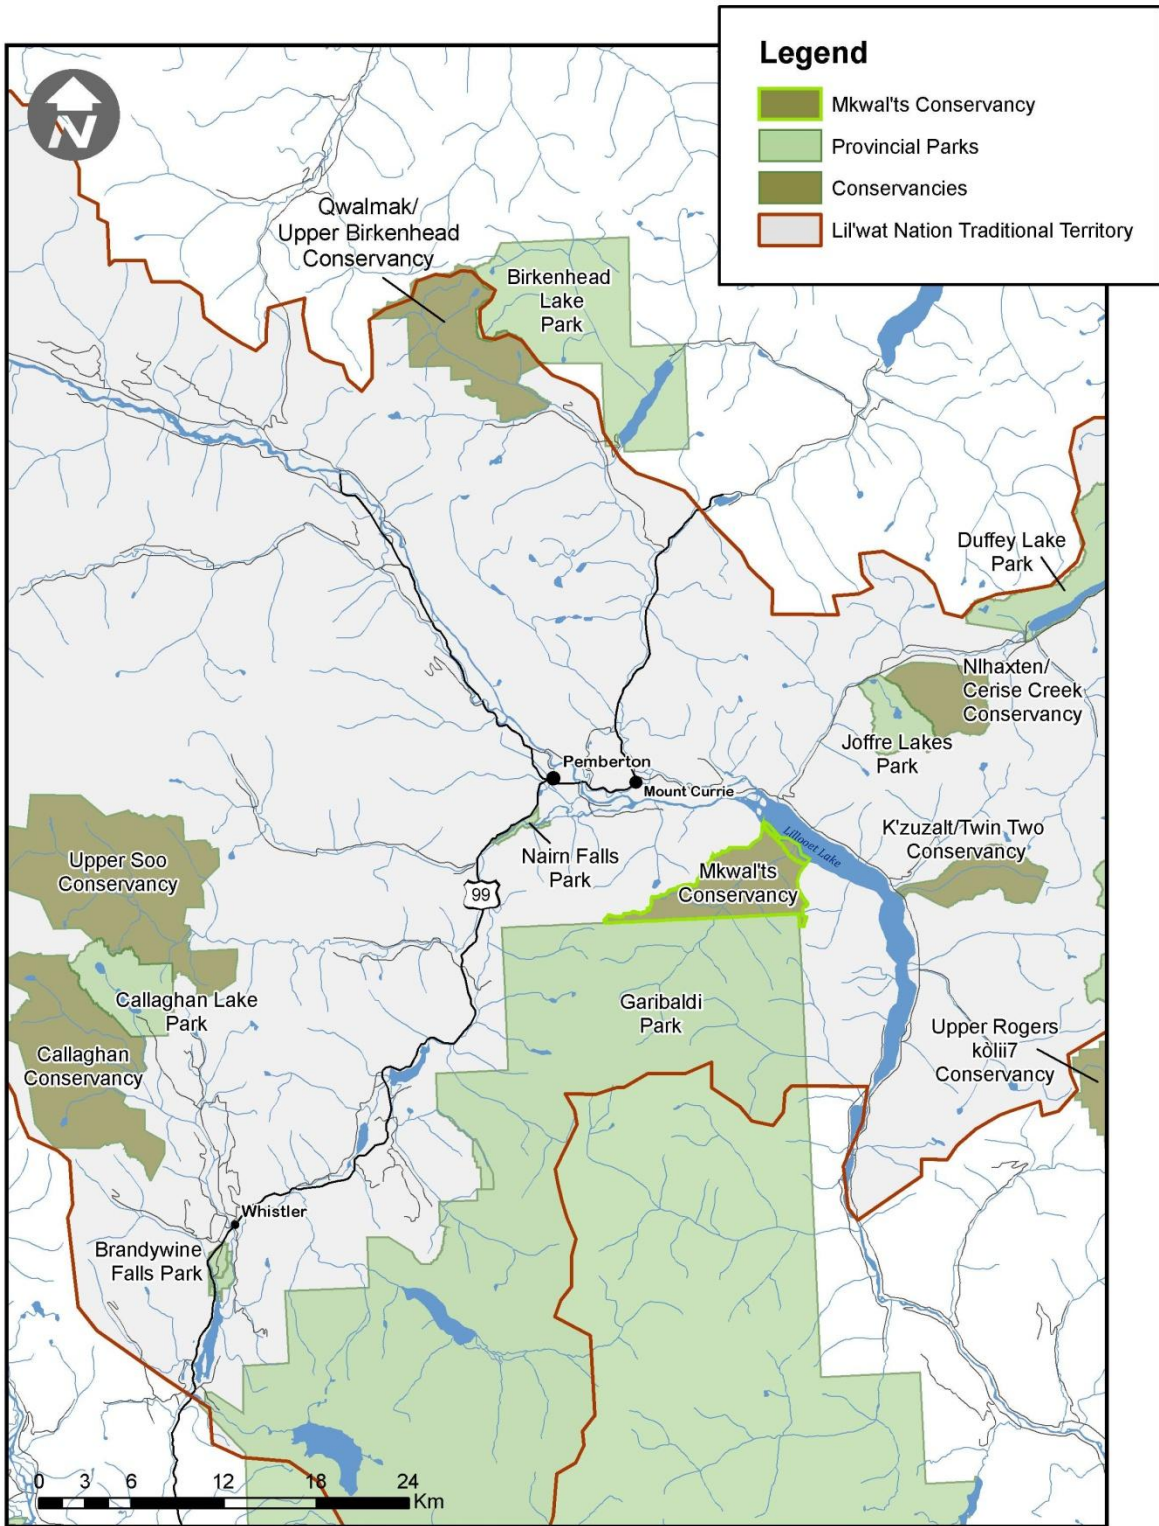 Legend
Mkwal'ts Conservancy
Provincial Parks
Conservancies
Lil'wat Nation Traditional Territory
N
Qwalmak/
Upper Birkenhead
Conservancy
Birkenhead
Lake
Park
Duffey Lake
Park
Nlhaxten/
Cerise Creek
Conservancy
Joffre Lakes
Park
Pemberton
Mount Currie
Lillooet Lake
K'zuzalt/Twin Two
Conservancy
Nairn Falls
Park
Mkwal'ts
Conservancy
99
Upper Soo
Conservancy
Callaghan Lake
Park
Callaghan
Conservancy
Garibaldi
Park
Upper Rogers
kòlii7
Conservancy
Whistler
Brandywine
Falls Park
0 3 6 12 18 24
Km